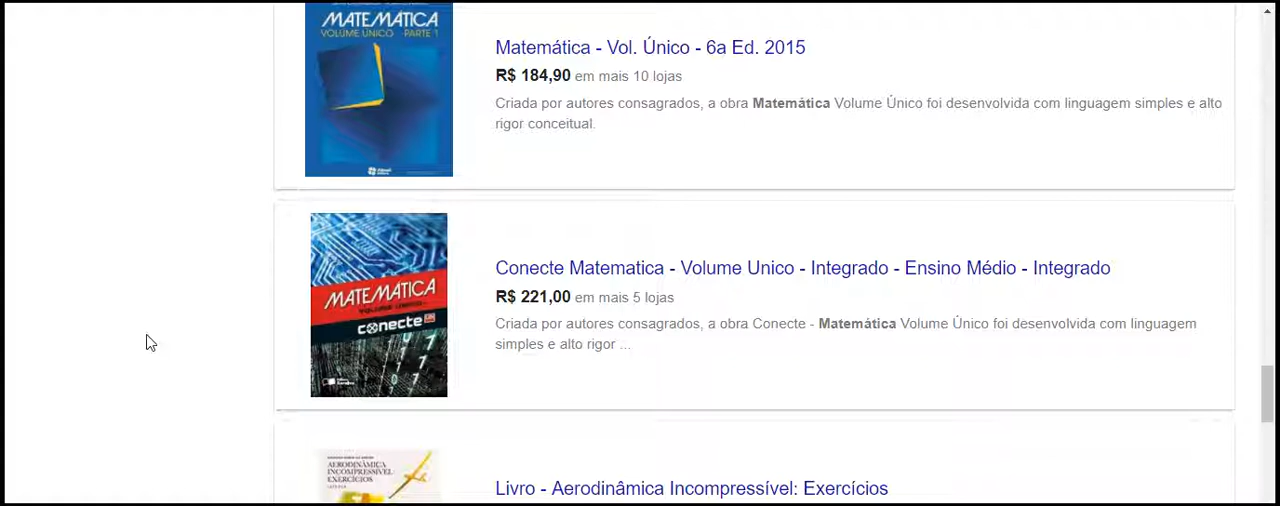 MATEMÁTICA
VOLUME ÚNICO - PARTE 1
Matemática - Vol. Único - 6a Ed. 2015
R$ 184,90 em mais 10 lojas
Criada por autores consagrados, a obra Matemática Volume Único foi desenvolvida com linguagem simples e alto
rigor conceitual.
MATEMÁTICA
VOLUME ÚNICO
conecte
Conecte Matematica - Volume Unico - Integrado - Ensino Médio - Integrado
R$ 221,00 em mais 5 lojas
Criada por autores consagrados, a obra Conecte - Matemática Volume Único foi desenvolvida com linguagem
simples e alto rigor ...
AERODINÂMICA
INCOMPRESSÍVEL:
EXERCÍCIOS
Livro - Aerodinâmica Incompressível: Exercícios